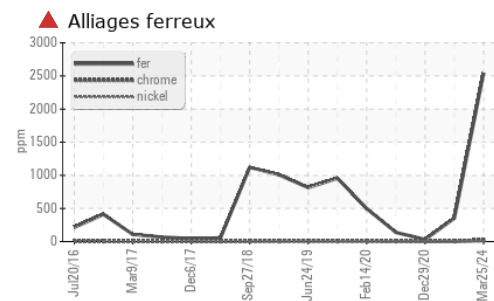 Alliages ferreux
3000
2500
2000
1500
1000
500
0
ppm
fer
chrome
nickel
Jul20/16
Mar9/17
Dec6/17
Sep27/18
Jun24/19
Feb14/20
Dec29/20
Mar25/24